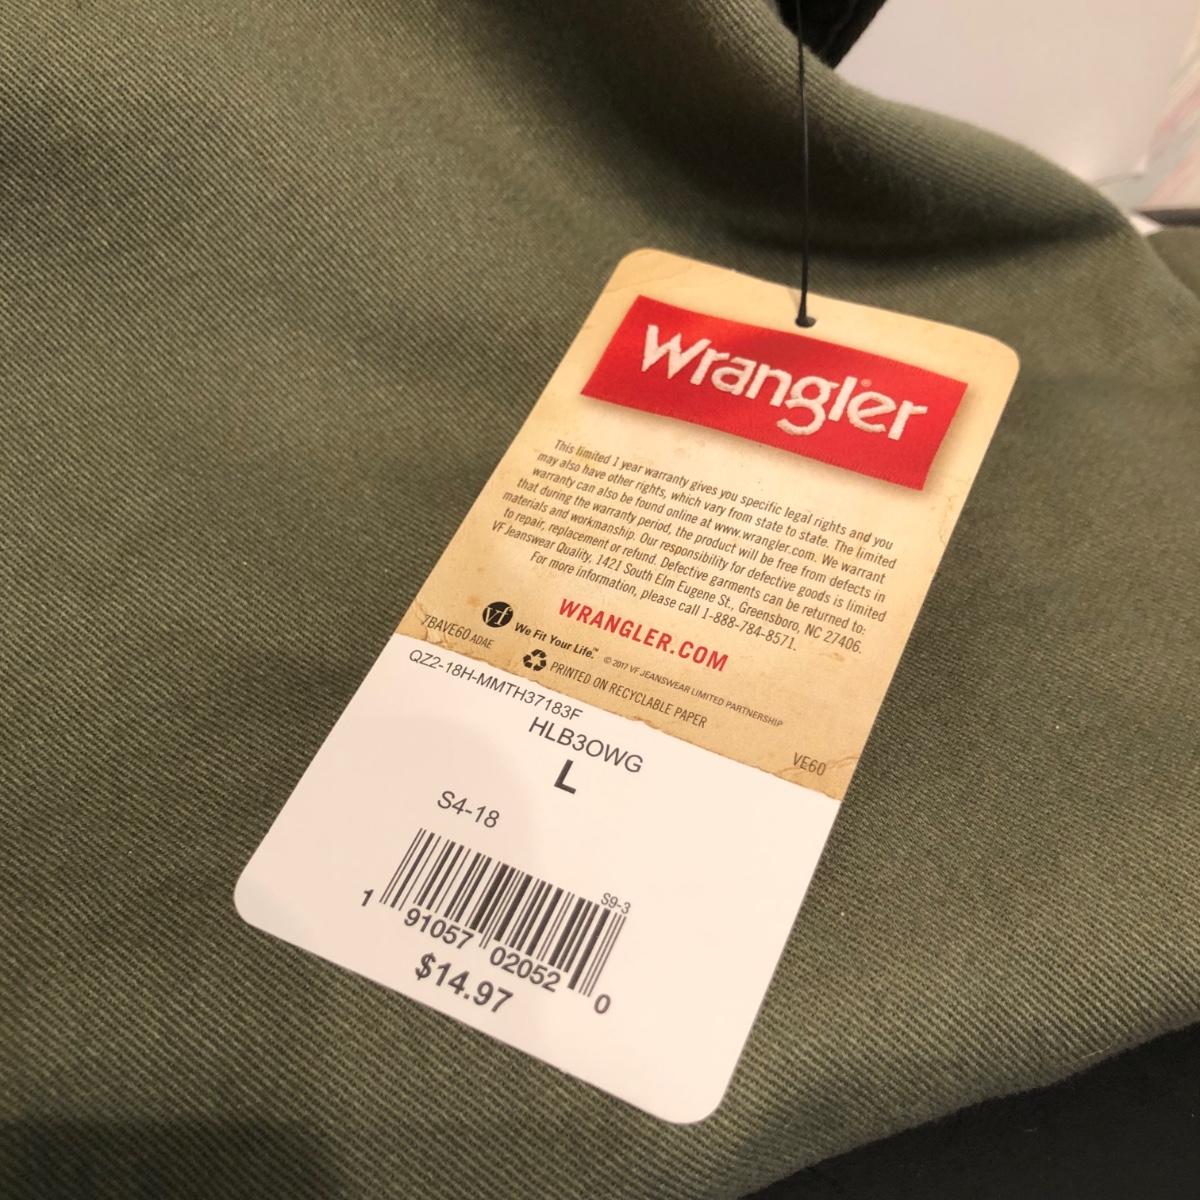 Wrangler
This limited 1 year warranty gives you specific legal rights and you
may also have other rights, which vary from state to state. The limited
warranty can also be found online at www.wrangler.com. We warrant
that during the warranty period, the product will be free from defects in
materials and workmanship. Our responsibility for defective goods is limited
to repair, replacement or refund. Defective garments can be returned to:
VF Jeanswear Quality, 1421 South Elm Eugene St., Greensboro, NC 27406.
For more information, please call 1-888-784-8571.
WRANGLER.COM
vf We Fit Your Life.™ © 2017 VF JEANSWEAR LIMITED PARTNERSHIP
7BAVE60 ADAE
PRINTED ON RECYCLABLE PAPER
VE60
QZ2-18H-MMTH37183F
HLB3OWG
L
S4-18
S9-3
1 91057 02052 0
$14.97